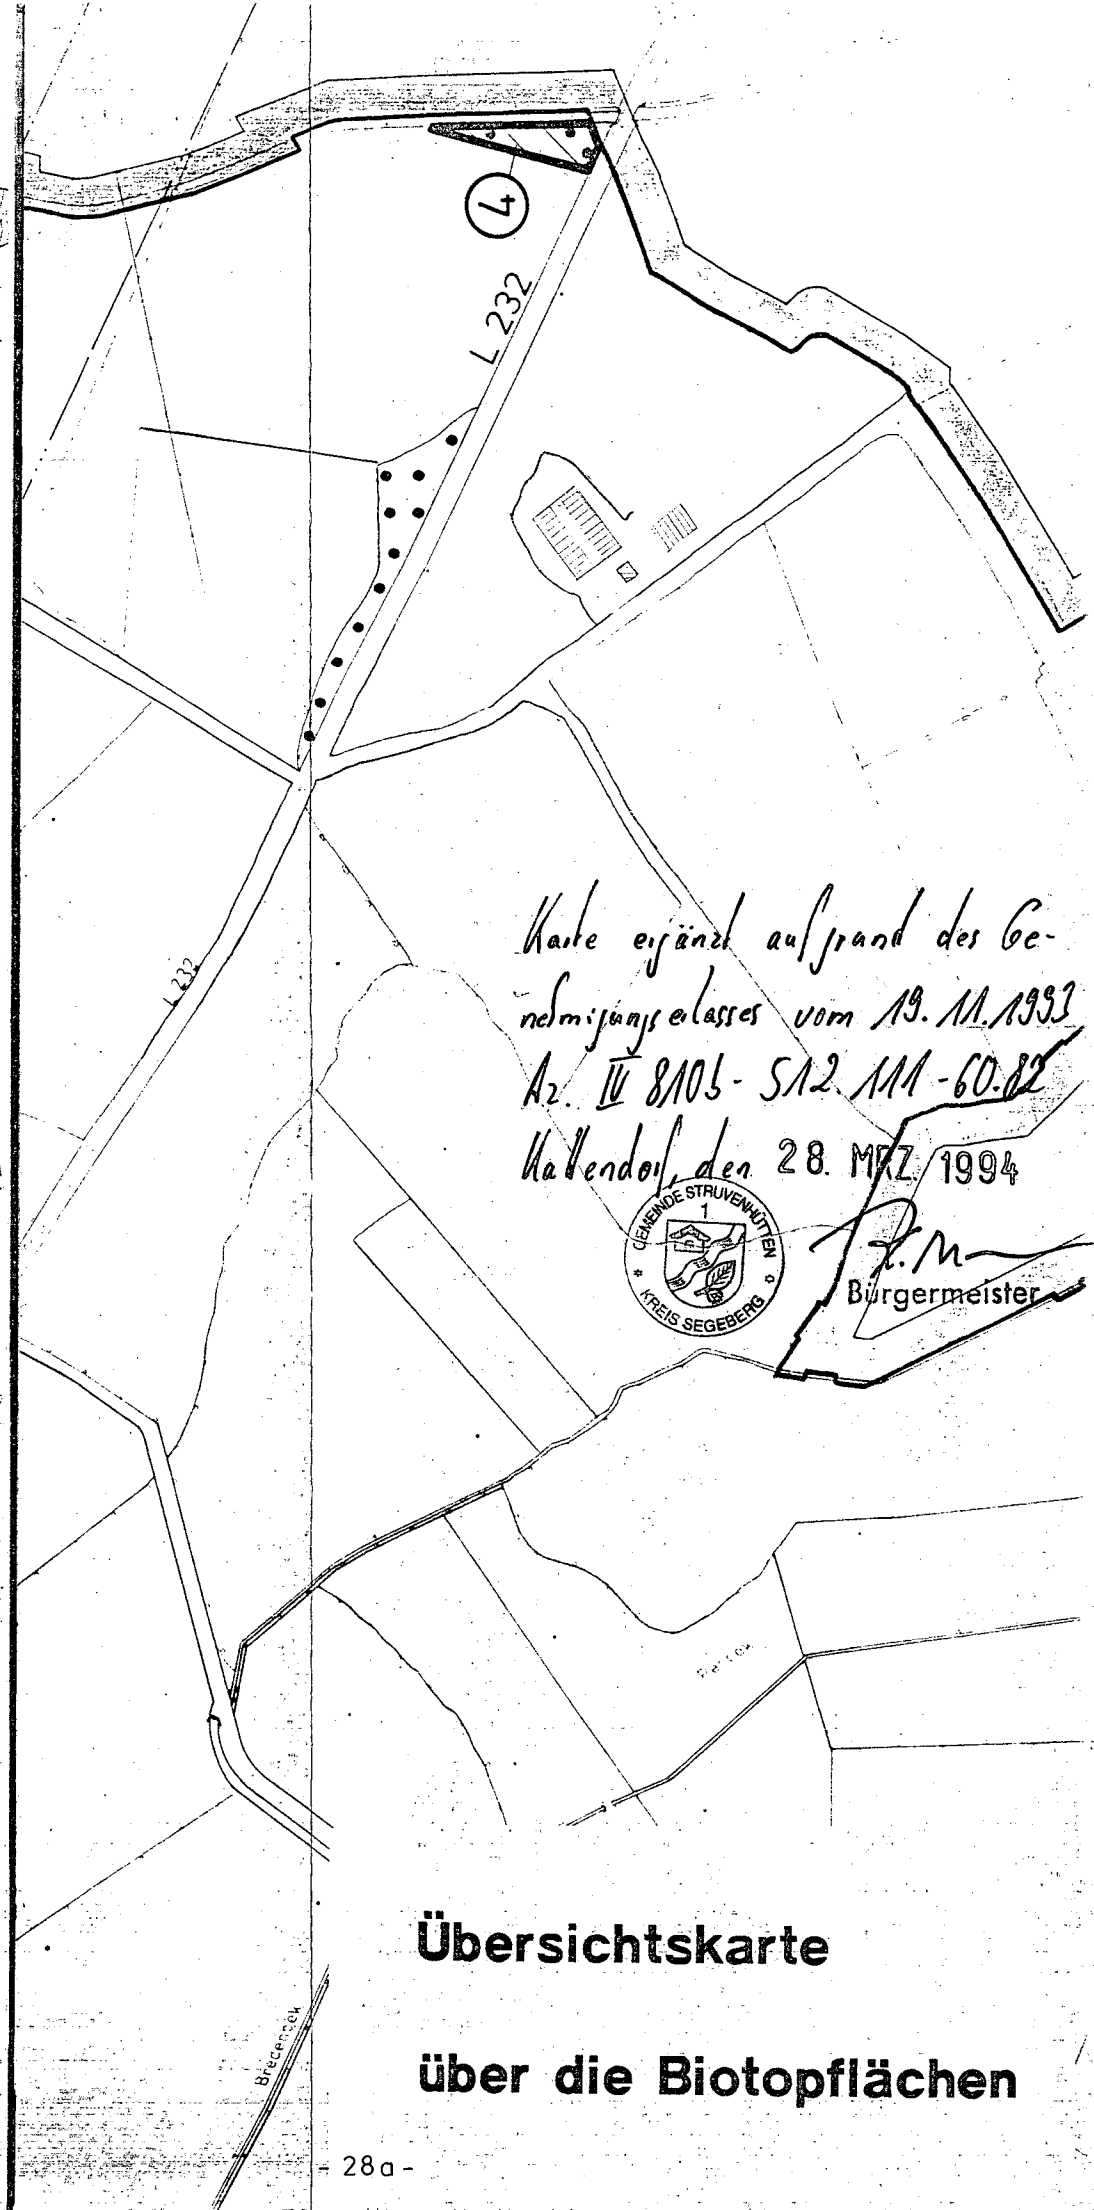 4
L 232
L 232
Karte ergänzt aufgrund des Ge-
nehmigungserlasses vom 19.11.1993
Az. IV 810b - 512.111 - 60.82
Kattendorf, den 28. MRZ. 1994
GEMEINDE STRUVENHÜTTEN
1
* KREIS SEGEBERG *
Bürgermeister
Übersichtskarte
über die Biotopflächen
- 28a -